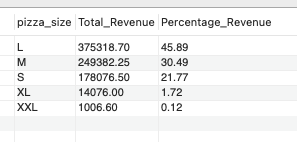 pizza_size Total_Revenue Percentage_Revenue
L 375318.70 45.89
M 249382.25 30.49
S 178076.50 21.77
XL 14076.00 1.72
XXL 1006.60 0.12